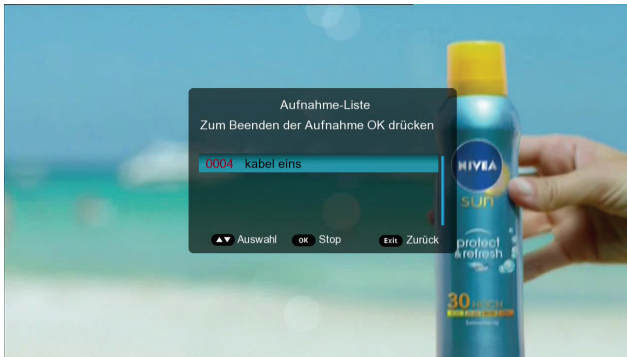 Aufnahme-Liste
Zum Beenden der Aufnahme OK drücken
0004 kabel eins
▲▼ Auswahl OK Stop Exit Zurück
NIVEA
SUN
protect
& refresh
30 HOCH